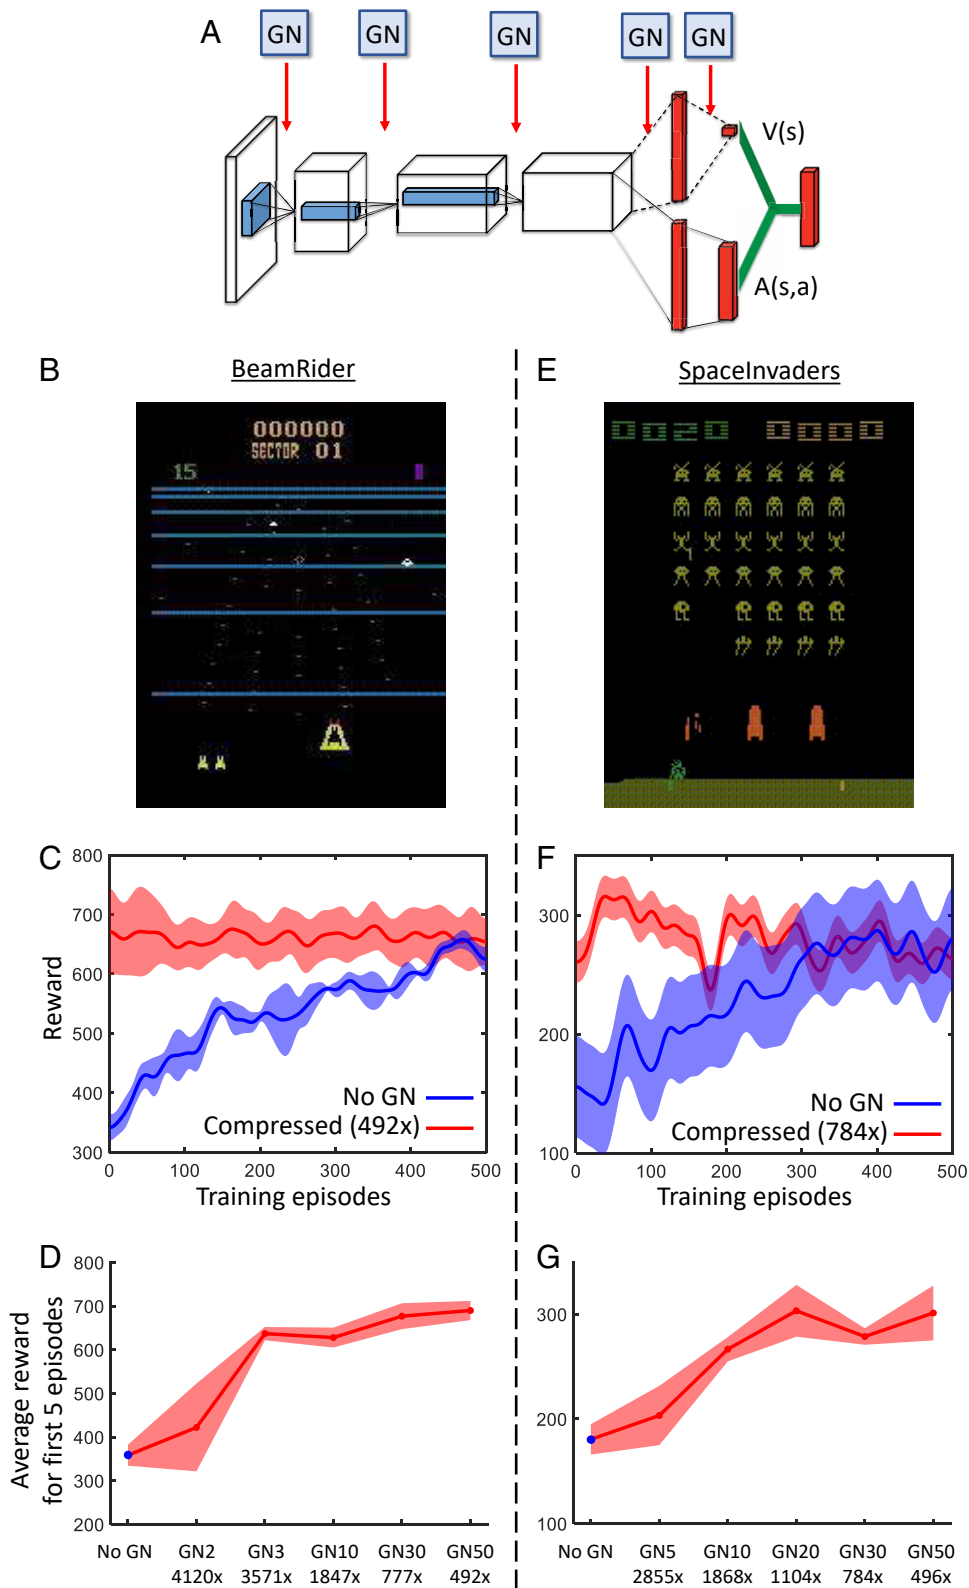 A
GN GN GN GN GN
V(s)
A(s,a)
B
BeamRider
000000
SECTOR 01
15
E
SpaceInvaders
0020 0000
C
800
700
600
500
400
300
Reward
No GN
Compressed (492x)
0 100 200 300 400 500
Training episodes
F
300
200
100
No GN
Compressed (784x)
0 100 200 300 400 500
Training episodes
D
800
700
600
500
400
300
200
Average reward
for first 5 episodes
No GN GN2 GN3 GN10 GN30 GN50
4120x 3571x 1847x 777x 492x
G
300
200
100
No GN GN5 GN10 GN20 GN30 GN50
2855x 1868x 1104x 784x 496x